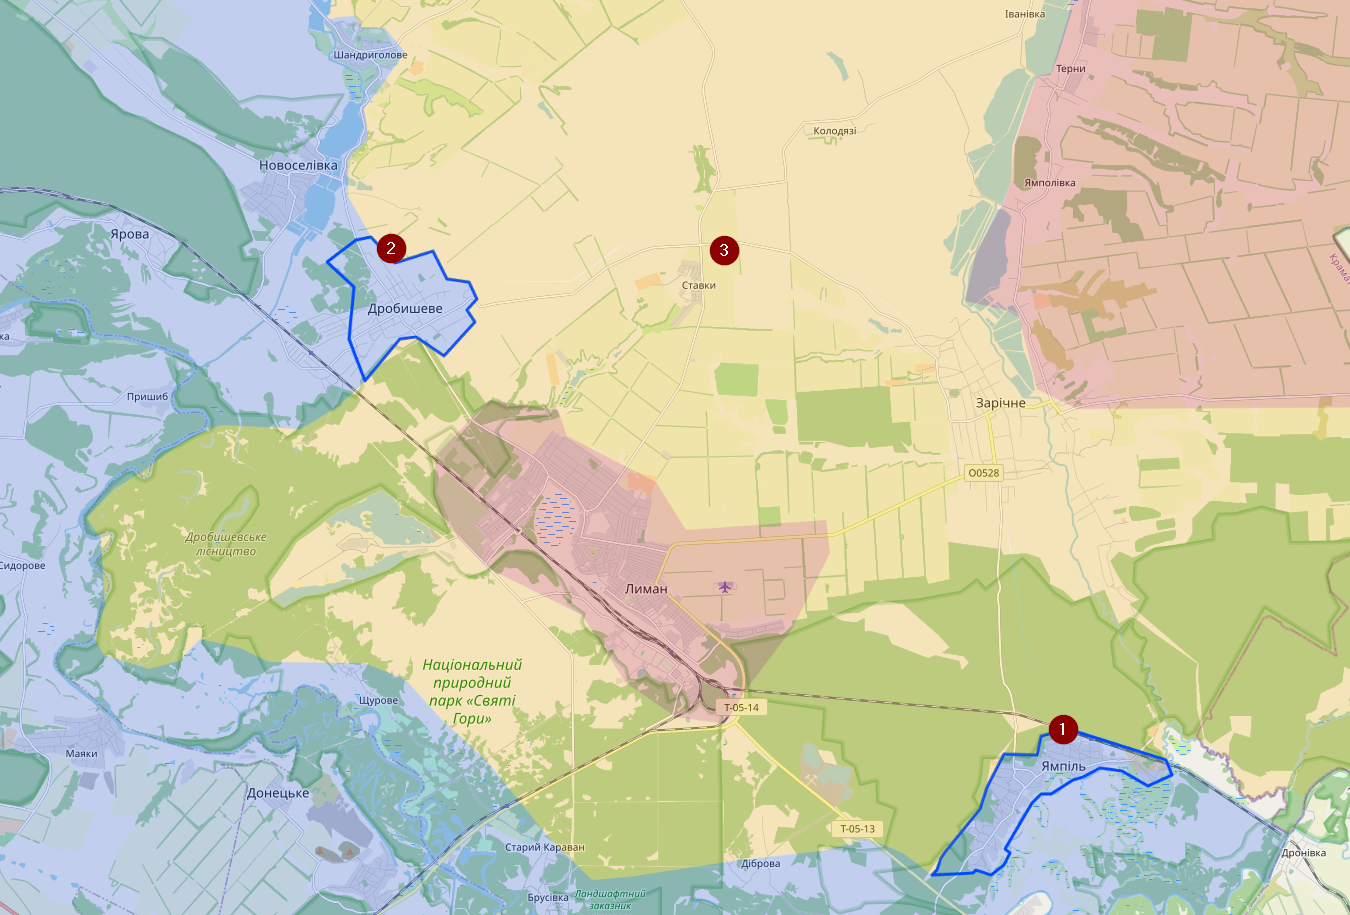 Іванівка
Шандриголове
Терни
Колодязі
Новоселівка
Ямполівка
Ярова
2
3
Крама
Ставки
Дробишеве
ка
Пришиб
Зарічне
О0528
Дробишевське
лісництво
Сидорове
Лиман
Національний
природний
парк «Святі
Гори»
Щурове
Т-05-14
1
Маяки
Ямпіль
Донецьке
Т-05-13
Старий Караван
Діброва
Дронівка
Брусівка
Ландшафтний
заказник